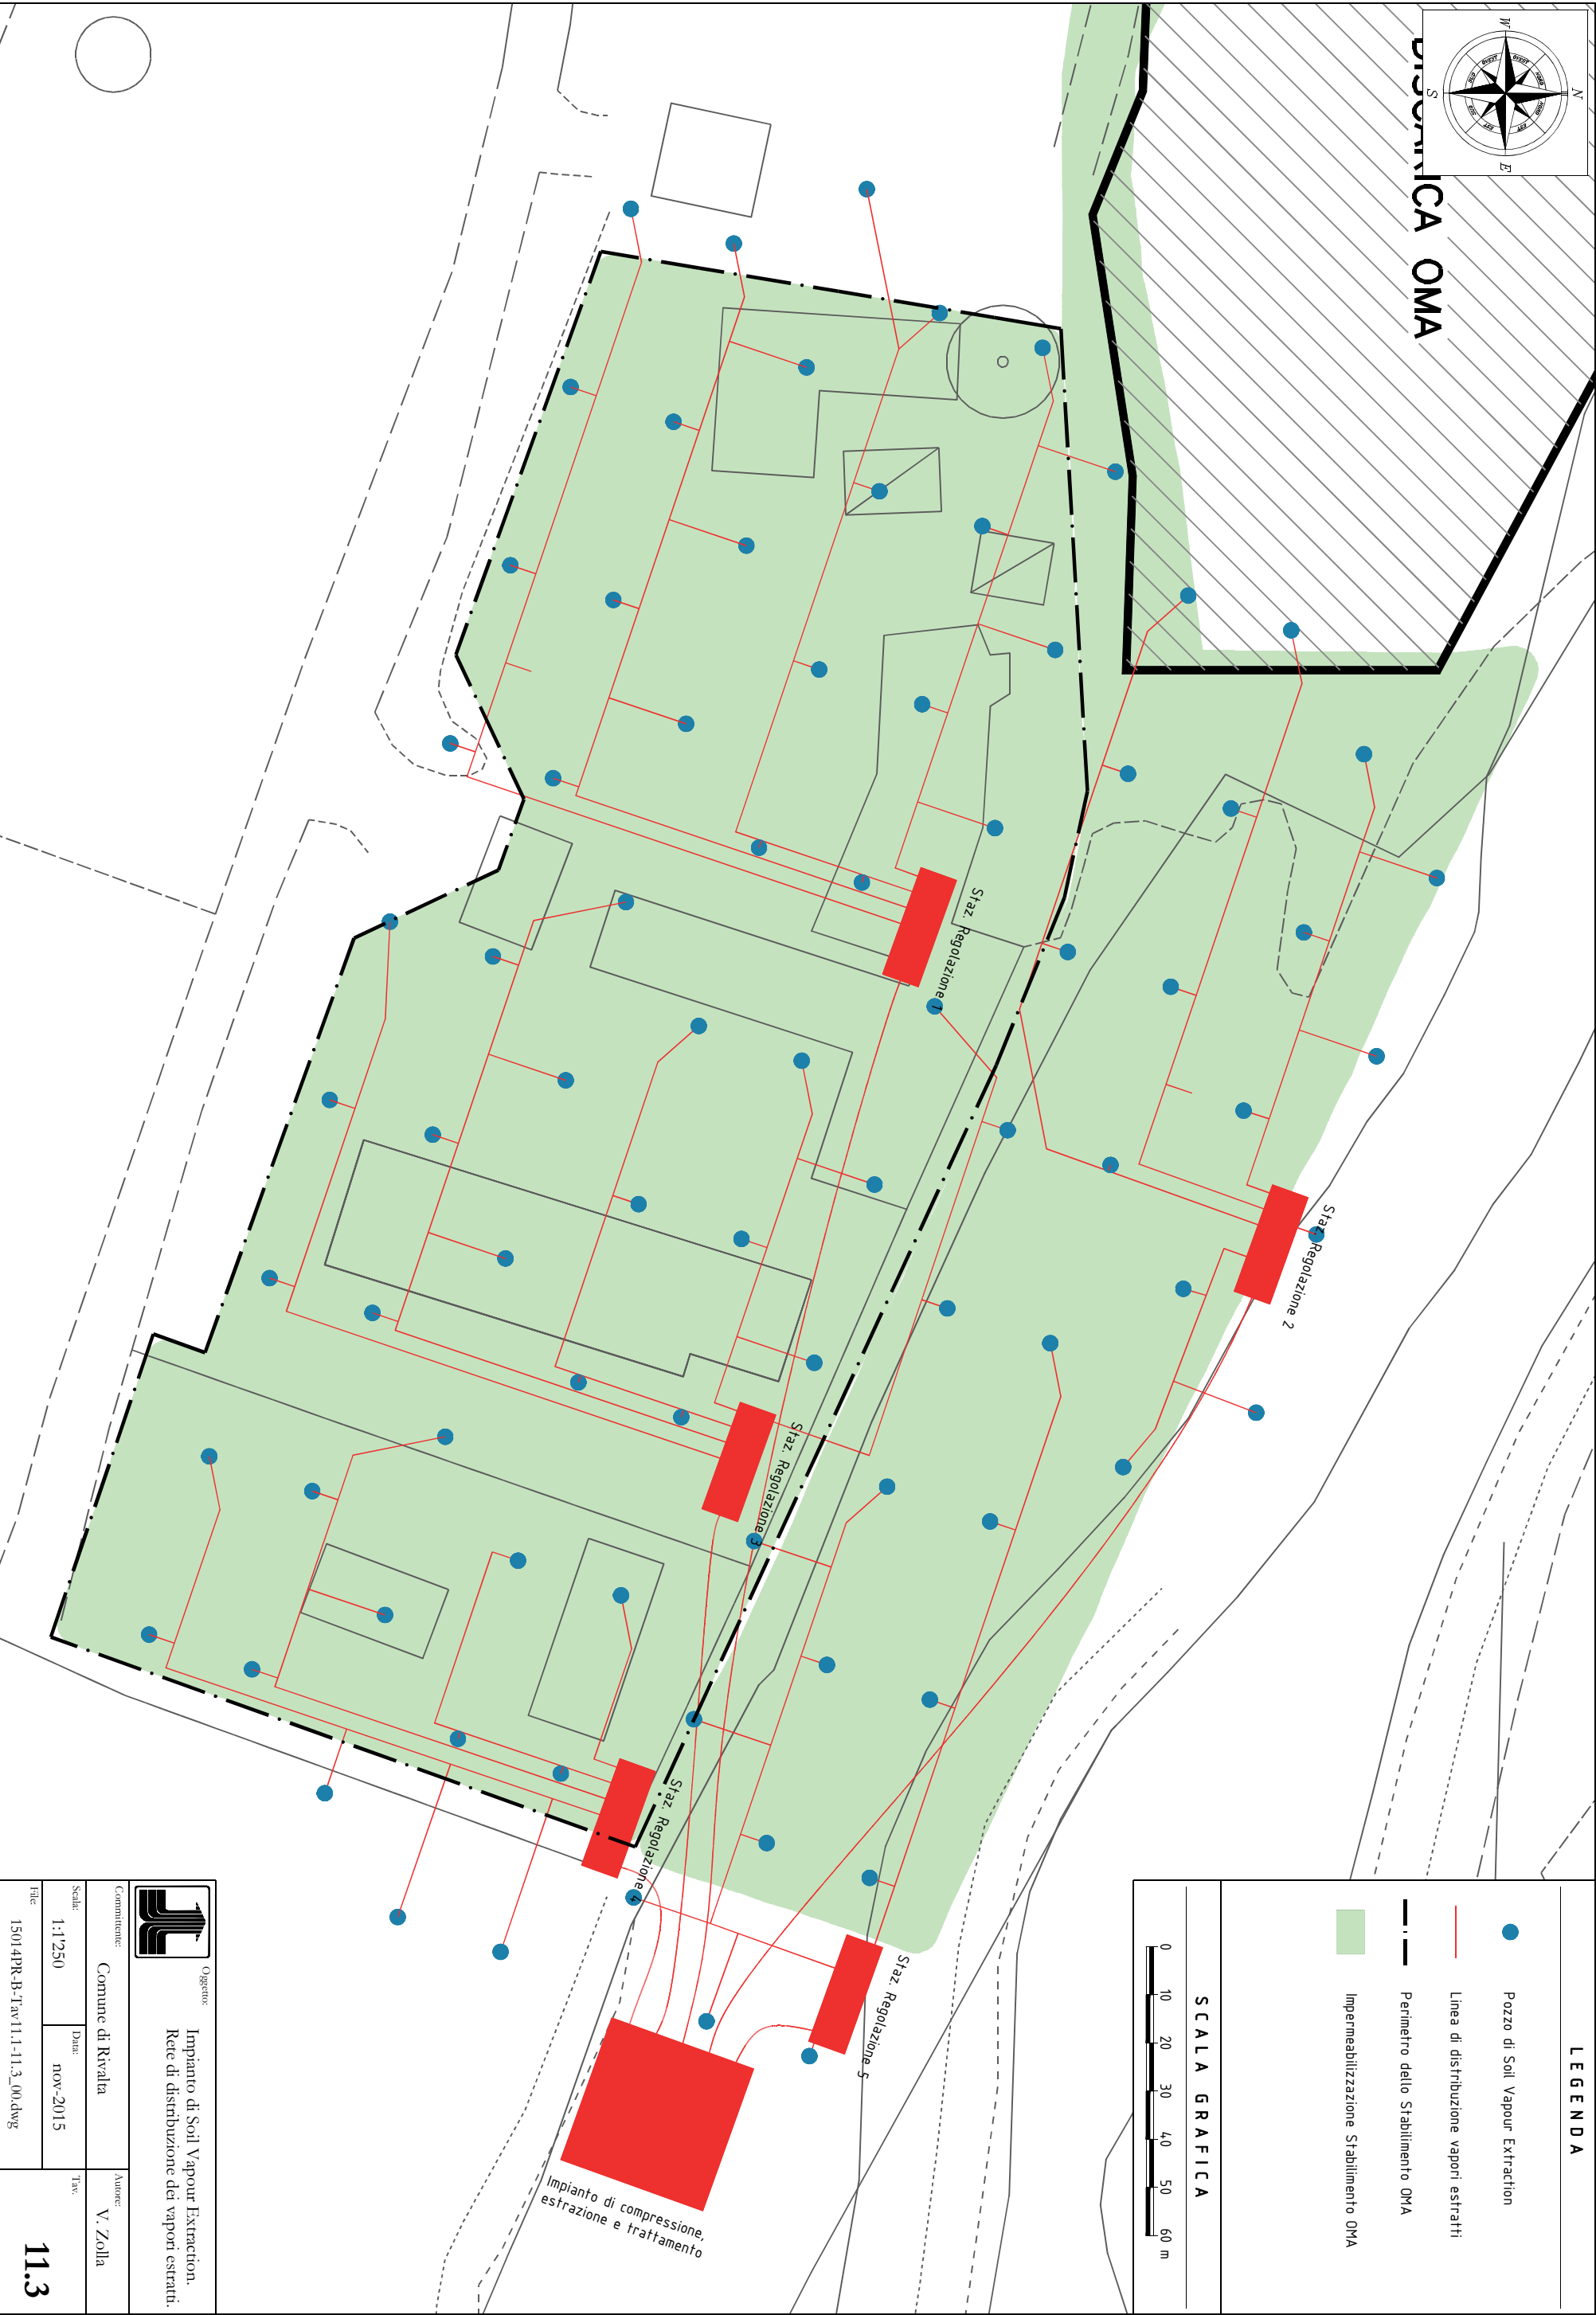 DISCARICA OMA
N
W
E
S
Staz. Regolazione 1
Staz. Regolazione 2
Staz. Regolazione 3
Staz. Regolazione 4
Staz. Regolazione 5
Impianto di compressione,
estrazione e trattamento
LEGENDA
Pozzo di Soil Vapour Extraction
Linea di distribuzione vapori estratti
Perimetro dello Stabilimento OMA
Impermeabilizzazione Stabilimento OMA
SCALA GRAFICA
0 10 20 30 40 50 60 m
Oggetto:
Impianto di Soil Vapour Extraction.
Rete di distribuzione dei vapori estratti.
Committente:
Comune di Rivalta
Autore:
V. Zolla
Scala:
1:1'250
Data:
nov-2015
Tav.
11.3
File:
15014PR-B-Tav11.1-11.3_00.dwg